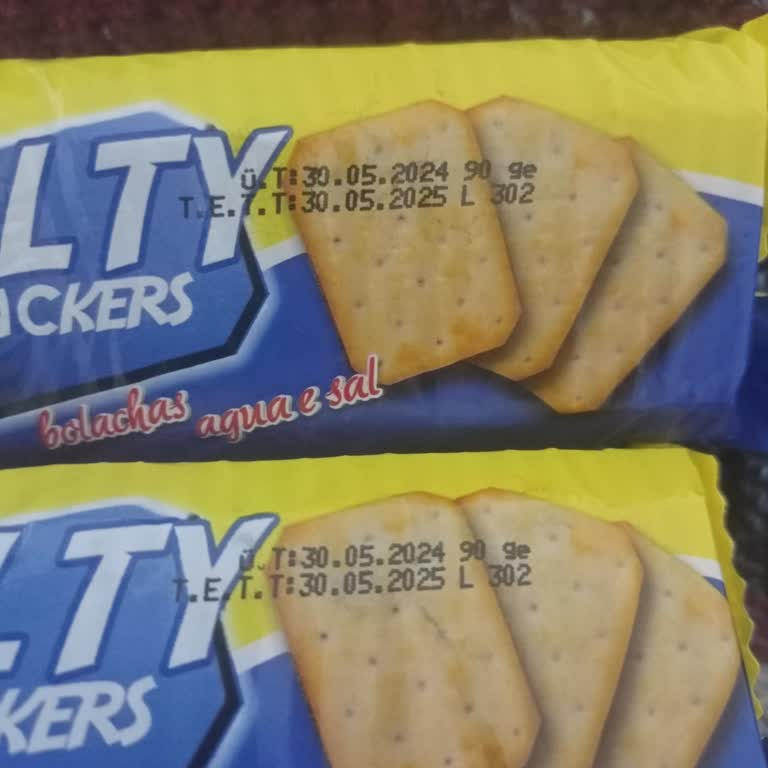 LTY
ü.T:30.05.2024 90 ge
T.E.T.T:30.05.2025 L 302
ACKERS
bolachas agua e sal
LTY
ü.T:30.05.2024 90 ge
T.E.T.T:30.05.2025 L 302
KERS